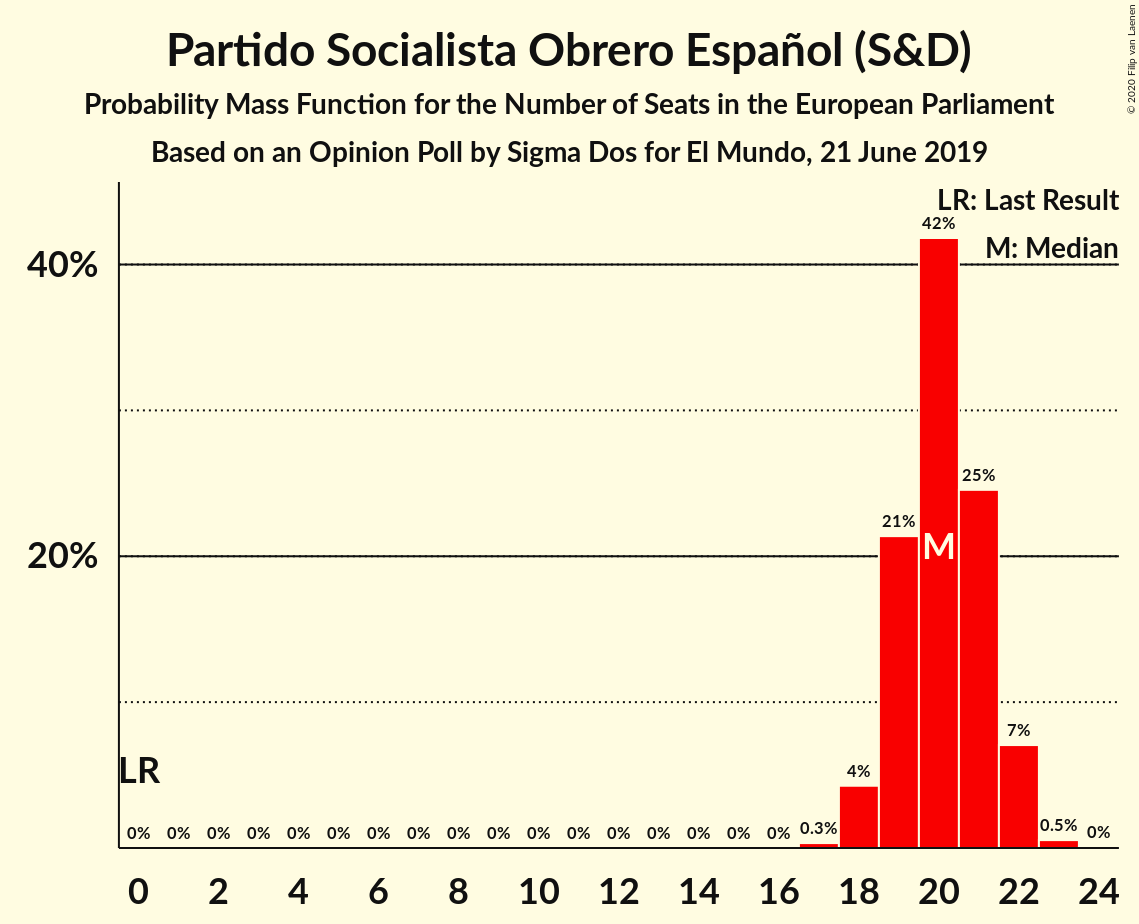 Partido Socialista Obrero Español (S&D)
Probability Mass Function for the Number of Seats in the European Parliament
Based on an Opinion Poll by Sigma Dos for El Mundo, 21 June 2019
© 2020 Filip van Laenen
LR: Last Result
M: Median
42%
40%
25%
21%
20%
M
7%
4%
LR
0% 0% 0% 0% 0% 0% 0% 0% 0% 0% 0% 0% 0% 0% 0% 0% 0% 0.3% 0.5% 0%
0 2 4 6 8 10 12 14 16 18 20 22 24